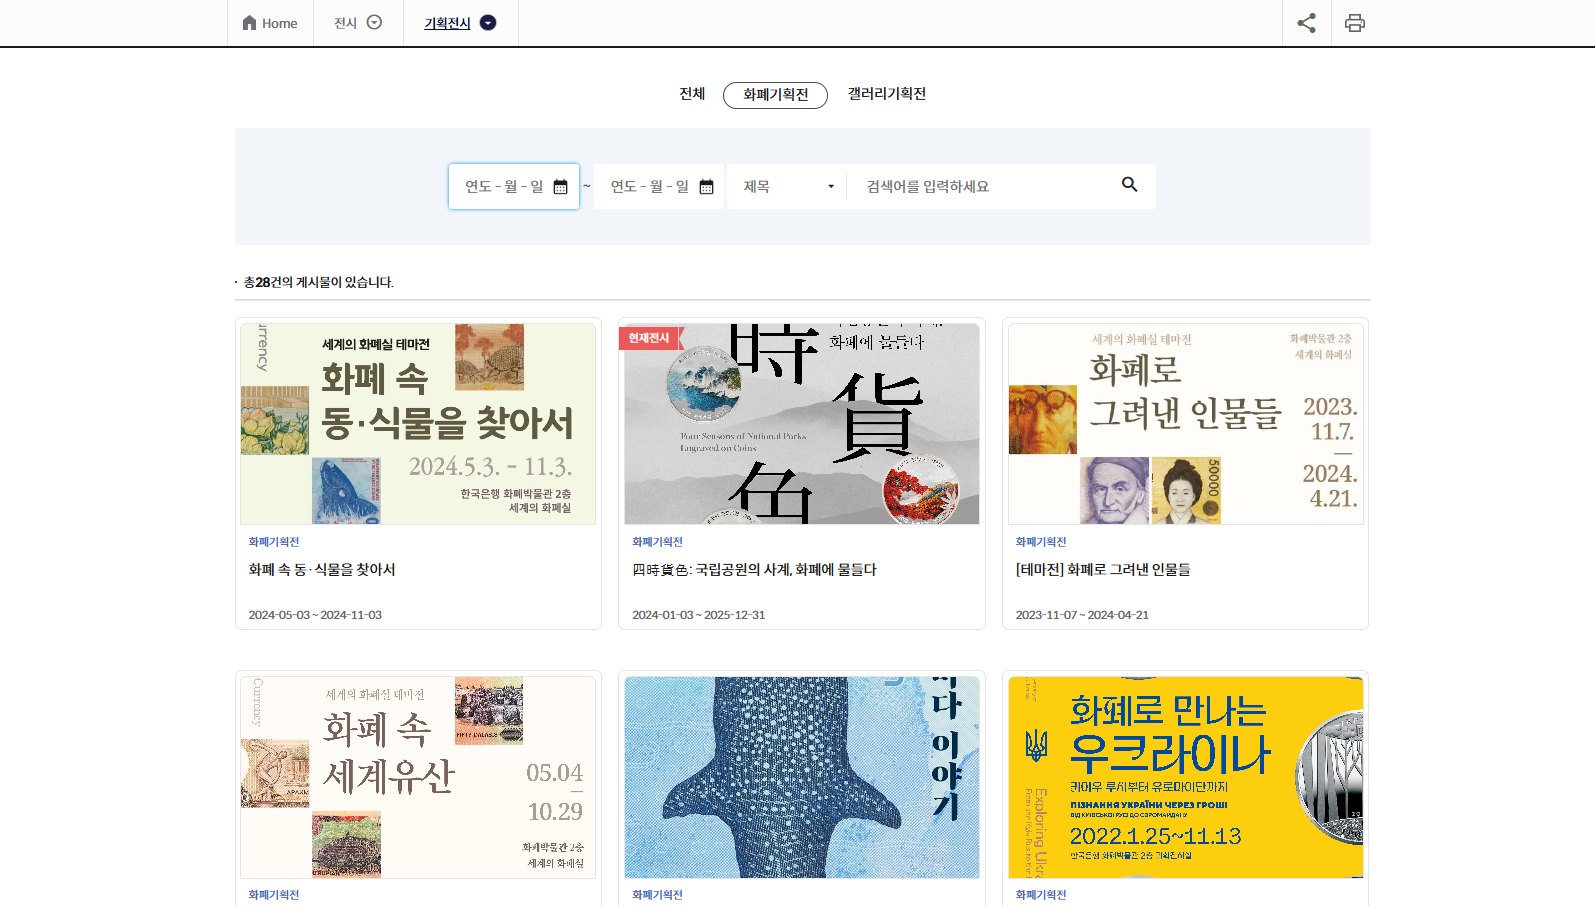 Home
전시
기획전시
전체
화폐기획전
갤러리기획전
연도-월-일
~
연도-월-일
제목
검색어를 입력하세요
· 총28건의 게시물이 있습니다.
urrency
세계의 화폐실 테마전
화폐 속
동·식물을 찾아서
2024.5.3. - 11.3.
한국은행 화폐박물관 2층
세계의 화폐실
화폐기획전
화폐 속 동·식물을 찾아서
2024-05-03 ~ 2024-11-03
현재전시
화폐에 물들다
時
貨
色
Four Seasons of National Parks
Engraved on Coins
화폐기획전
四時貨色: 국립공원의 사계, 화폐에 물들다
2024-01-03 ~ 2025-12-31
세계의 화폐실 테마전
화폐로
그려낸 인물들
화폐박물관 2층
세계의 화폐실
2023.
11.7.
—
2024.
4.21.
50000
화폐기획전
[테마전] 화폐로 그려낸 인물들
2023-11-07 ~ 2024-04-21
Currency
세계의 화폐실 테마전
화폐 속
세계유산
FIFTY DALASIS
05.04
—
10.29
화폐박물관 2층
세계의 화폐실
화폐기획전
다 이야기
화폐기획전
화폐로 만나는
우크라이나
키예우 루시부터 유로마이단까지
ПІЗНАННЯ УКРАЇНИ ЧЕРЕЗ ГРОШІ
ВІД КИЇВСЬКОЇ РУСІ ДО ЄВРОМАЙДАНУ
2022.1.25~11.13
한국은행 화폐박물관 2층 기획전시실
Exploring Ukra
From the Kyiv Rus to the
20
화폐기획전